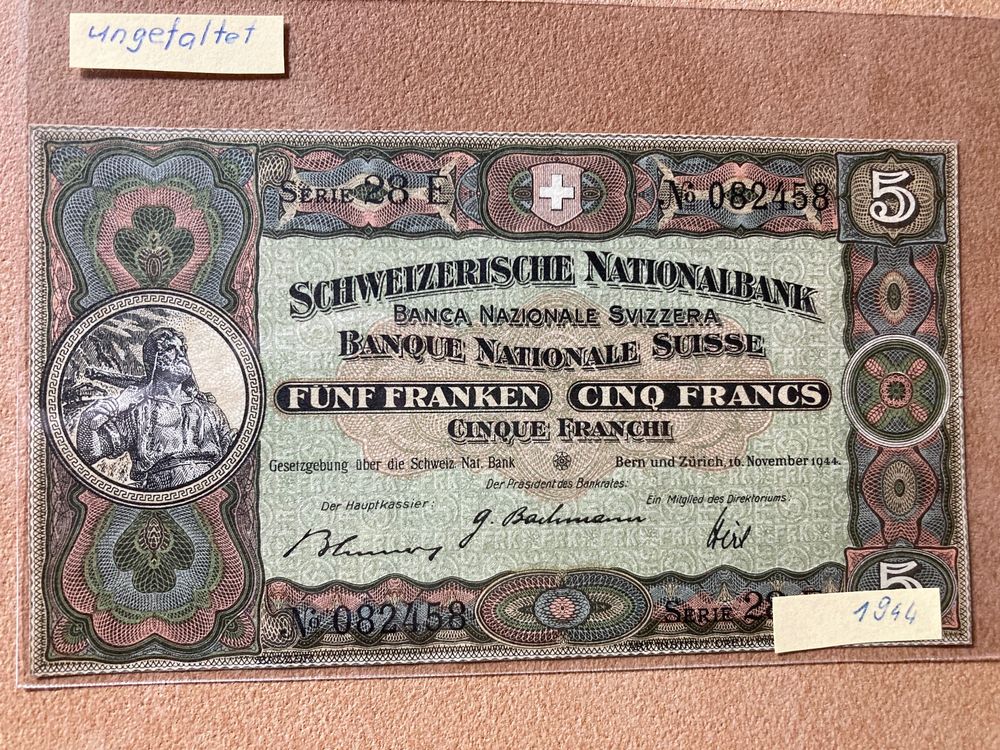 ungefaltet
SERIE 28 E
No 082458
5
SCHWEIZERISCHE NATIONALBANK
BANCA NAZIONALE SVIZZERA
BANQUE NATIONALE SUISSE
FÜNF FRANKEN CINQ FRANCS
CINQUE FRANCHI
Gesetzgebung über die Schweiz. Nat. Bank
Bern und Zürich, 16. November 1944.
Der Präsident des Bankrates:
Der Hauptkassier:
Ein Mitglied des Direktoriums:
G. Bachmann
5
No 082458
SERIE 28
1944